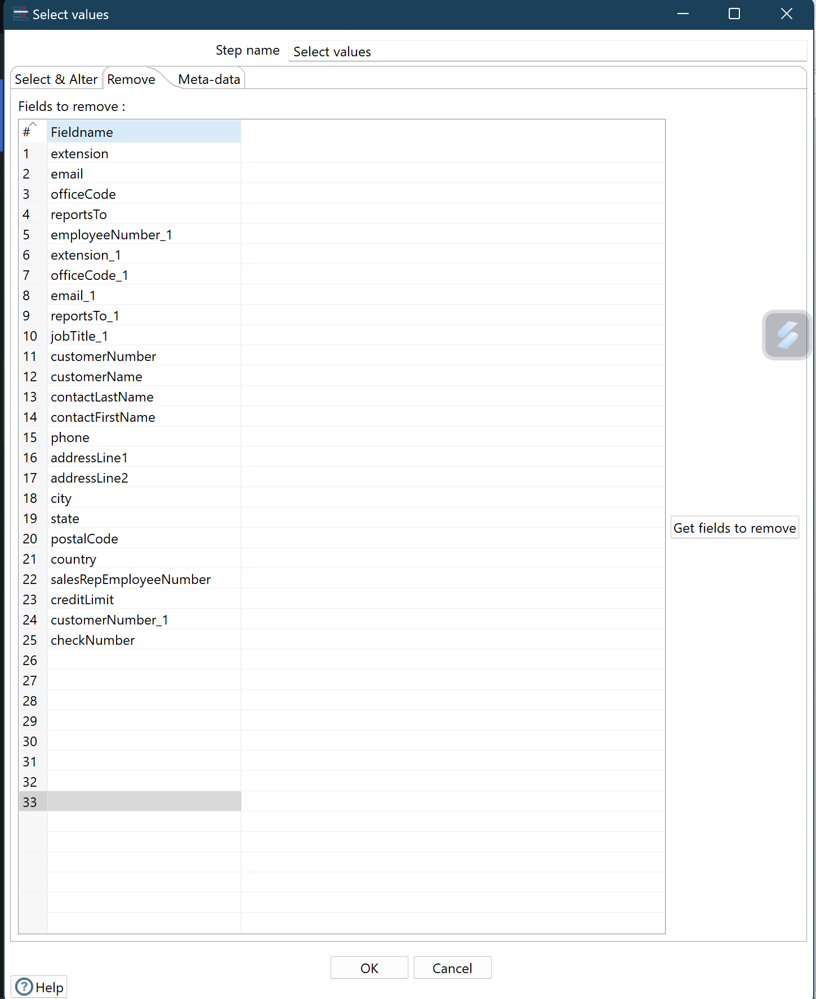 Select values
Step name Select values
Select & Alter Remove Meta-data
Fields to remove :
# Fieldname
1 extension
2 email
3 officeCode
4 reportsTo
5 employeeNumber_1
6 extension_1
7 officeCode_1
8 email_1
9 reportsTo_1
10 jobTitle_1
11 customerNumber
12 customerName
13 contactLastName
14 contactFirstName
15 phone
16 addressLine1
17 addressLine2
18 city
19 state
20 postalCode
21 country
22 salesRepEmployeeNumber
23 creditLimit
24 customerNumber_1
25 checkNumber
26
27
28
29
30
31
32
33
Get fields to remove
OK Cancel
Help